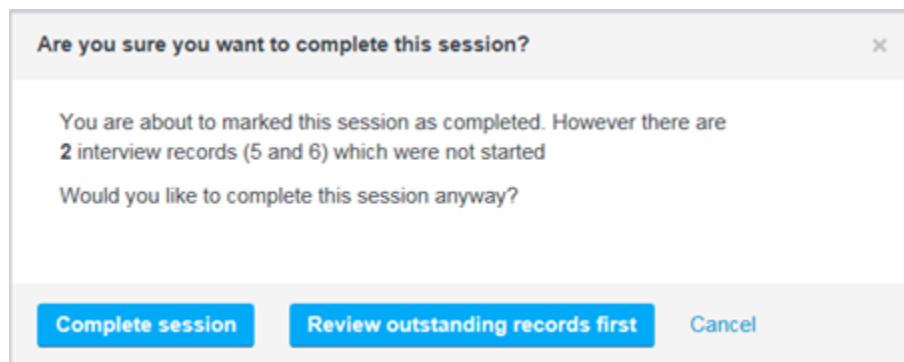 Are you sure you want to complete this session?
You are about to marked this session as completed. However there are
2 interview records (5 and 6) which were not started
Would you like to complete this session anyway?
Complete session
Review outstanding records first
Cancel